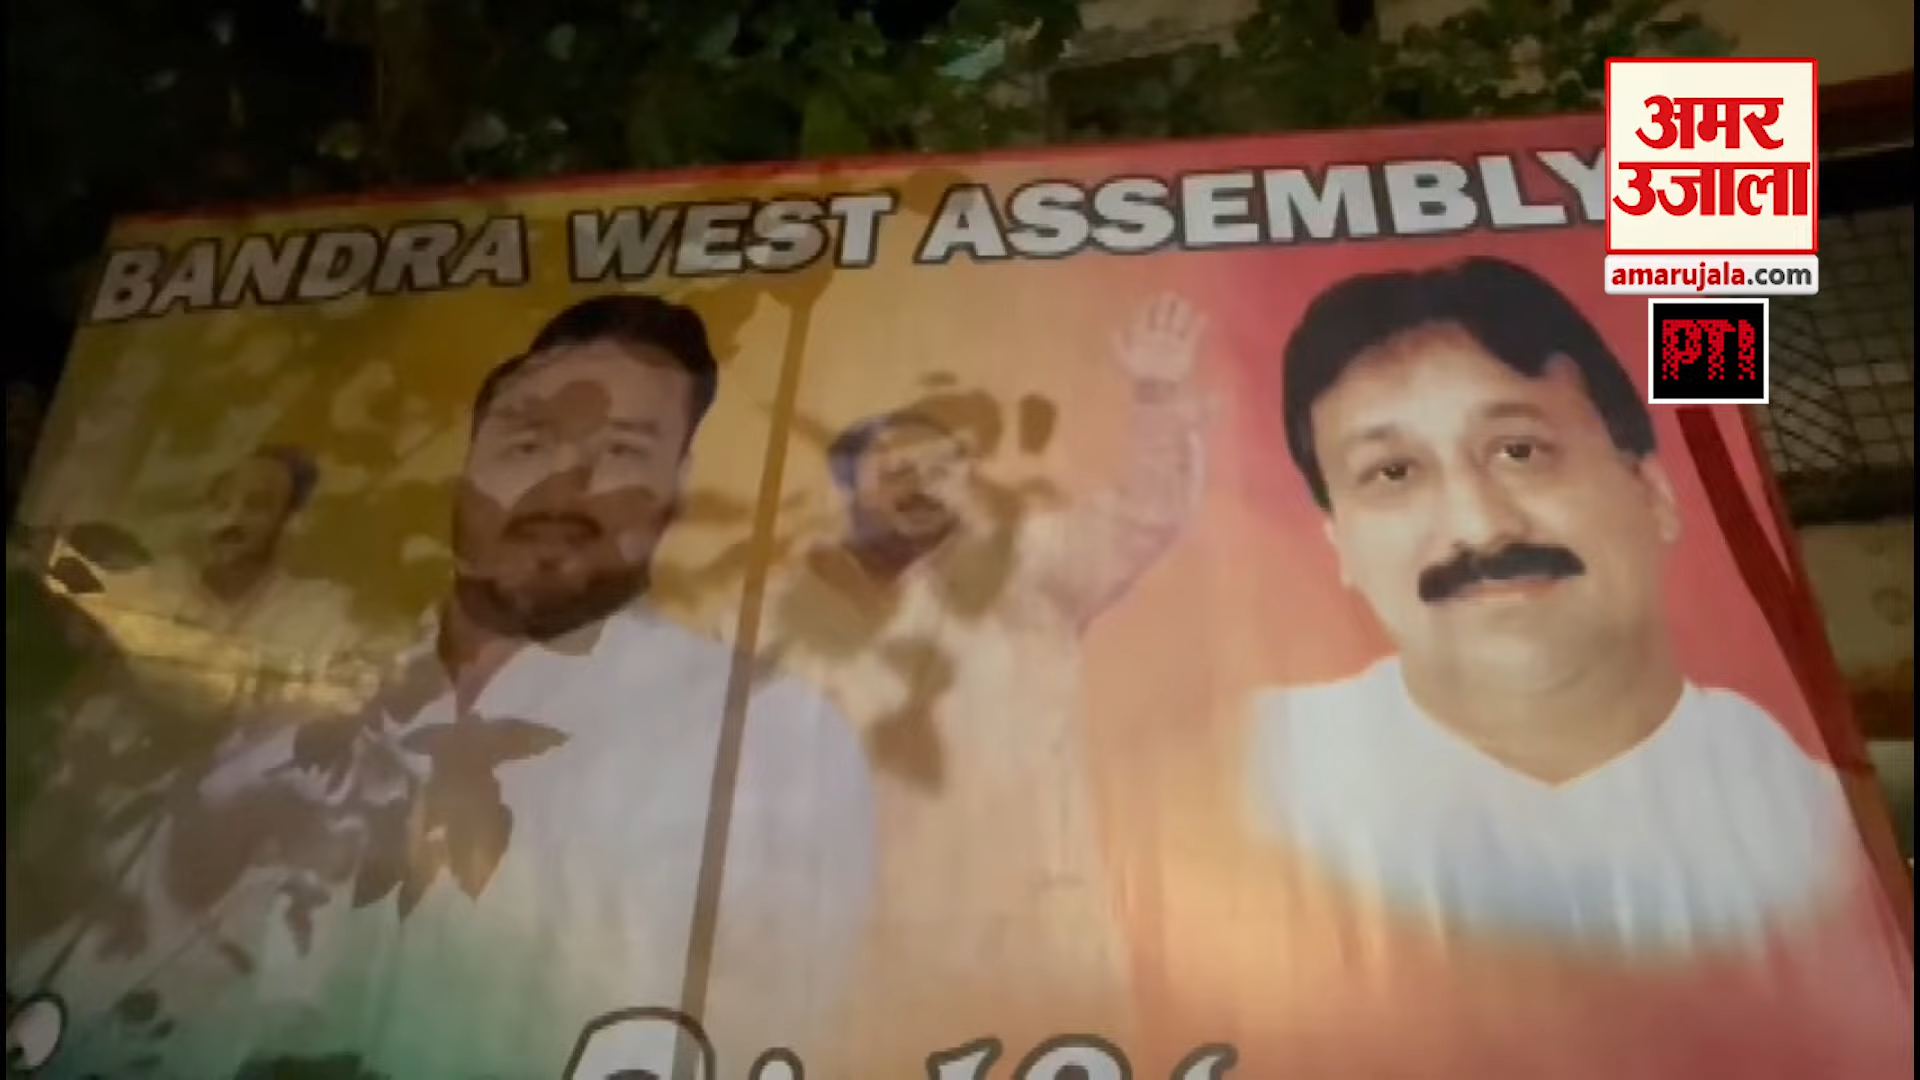 BANDRA WEST ASSEMBLY
अमर
उजाला
amarujala.com
PTI